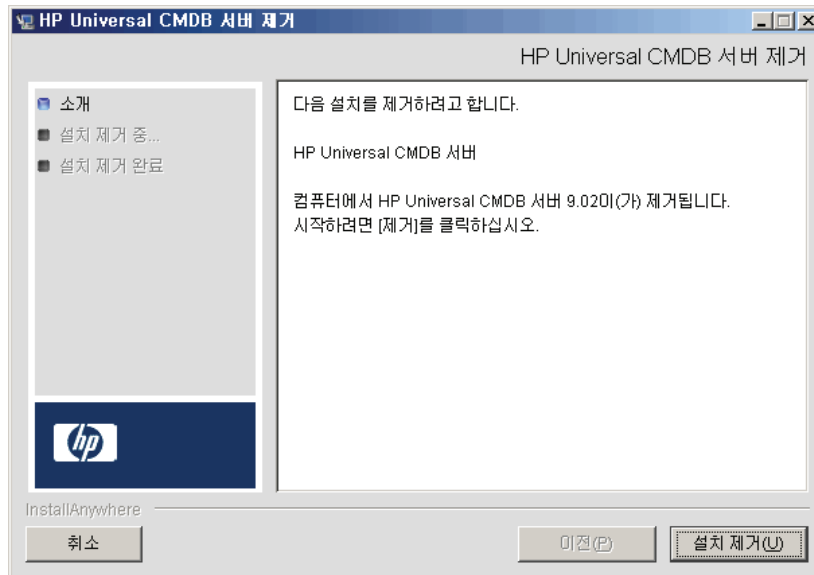 HP Universal CMDB 서버 제거
HP Universal CMDB 서버 제거
소개
설치 제거 중...
설치 제거 완료
다음 설치를 제거하려고 합니다.
HP Universal CMDB 서버
컴퓨터에서 HP Universal CMDB 서버 9.02이(가) 제거됩니다.
시작하려면 [제거]를 클릭하십시오.
hp
InstallAnywhere
취소
이전(P)
설치 제거(U)